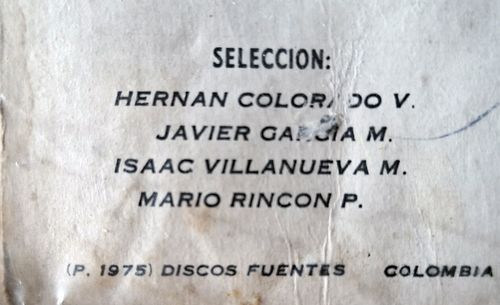 SELECCION:
HERNAN COLORADO V.
JAVIER GARCIA M.
ISAAC VILLANUEVA M.
MARIO RINCON P.
(P. 1975) DISCOS FUENTES COLOMBIA